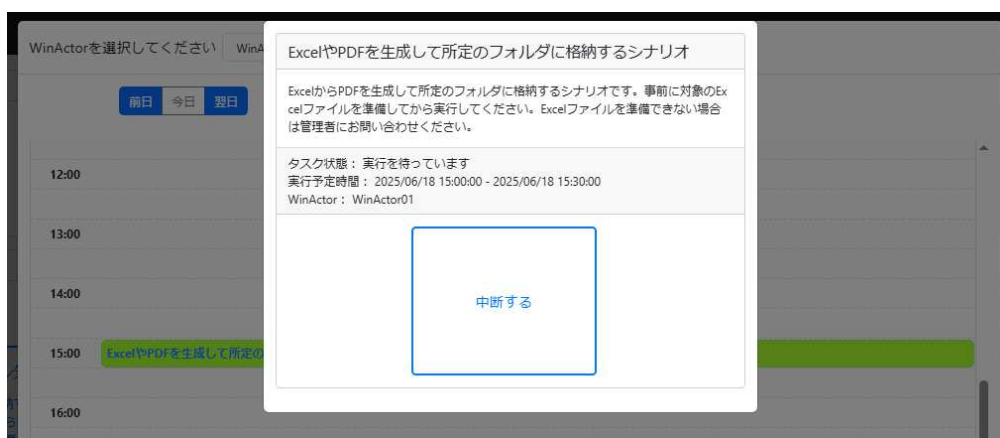 WinActorを選択してください WinA
前日 今日 翌日
12:00
13:00
14:00
15:00 ExcelやPDFを生成して所定の
16:00
ExcelやPDFを生成して所定のフォルダに格納するシナリオ
ExcelからPDFを生成して所定のフォルダに格納するシナリオです。事前に対象のEx
celファイルを準備してから実行してください。Excelファイルを準備できない場合
は管理者にお問い合わせください。
タスク状態： 実行を待っています
実行予定時間： 2025/06/18 15:00:00 - 2025/06/18 15:30:00
WinActor： WinActor01
中断する